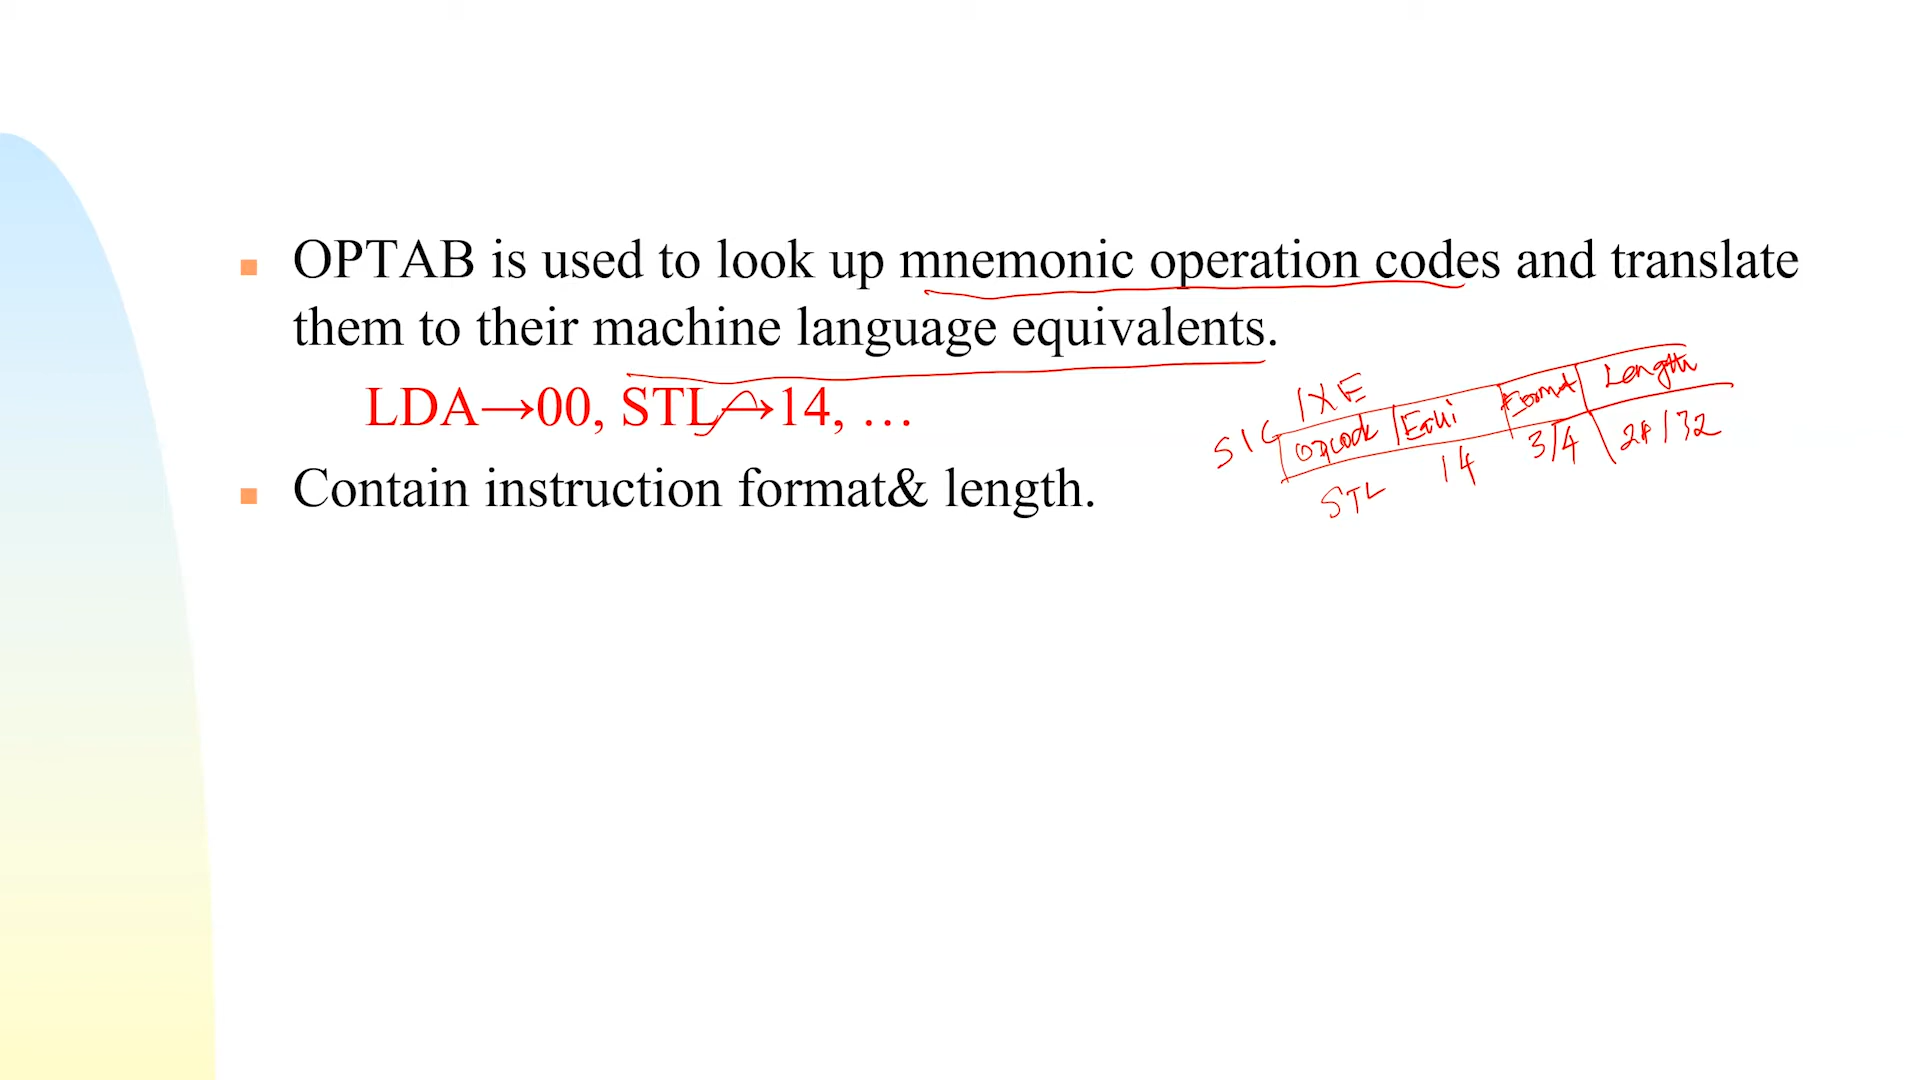 OPTAB is used to look up mnemonic operation codes and translate
them to their machine language equivalents.
LDA→00, STL→14, …
Contain instruction format& length.
SIC /XE
opcode Equi Format Length
STL 14 3/4 24/32